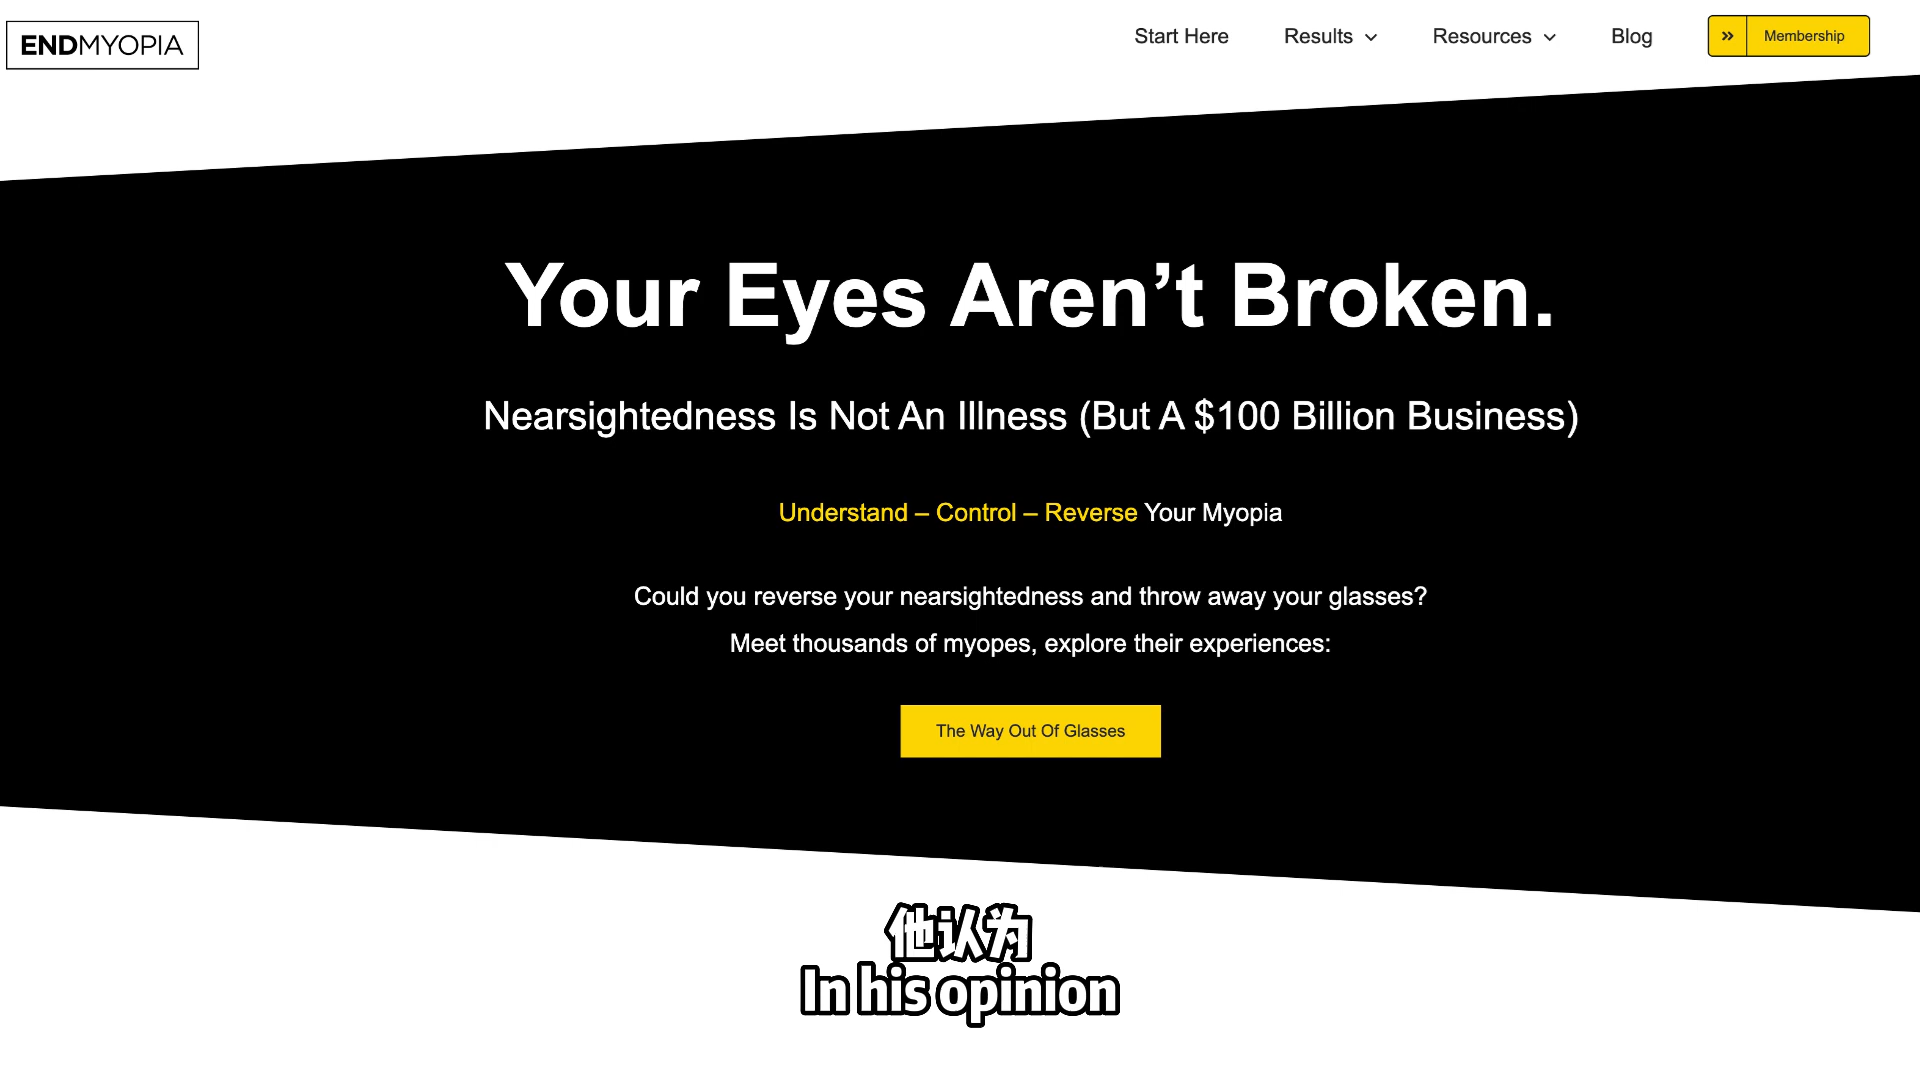 ENDMYOPIA
Start Here
Results
Resources
Blog
Membership
Your Eyes Aren’t Broken.
Nearsightedness Is Not An Illness (But A $100 Billion Business)
Understand – Control – Reverse Your Myopia
Could you reverse your nearsightedness and throw away your glasses?
Meet thousands of myopes, explore their experiences:
The Way Out Of Glasses
他认为
In his opinion